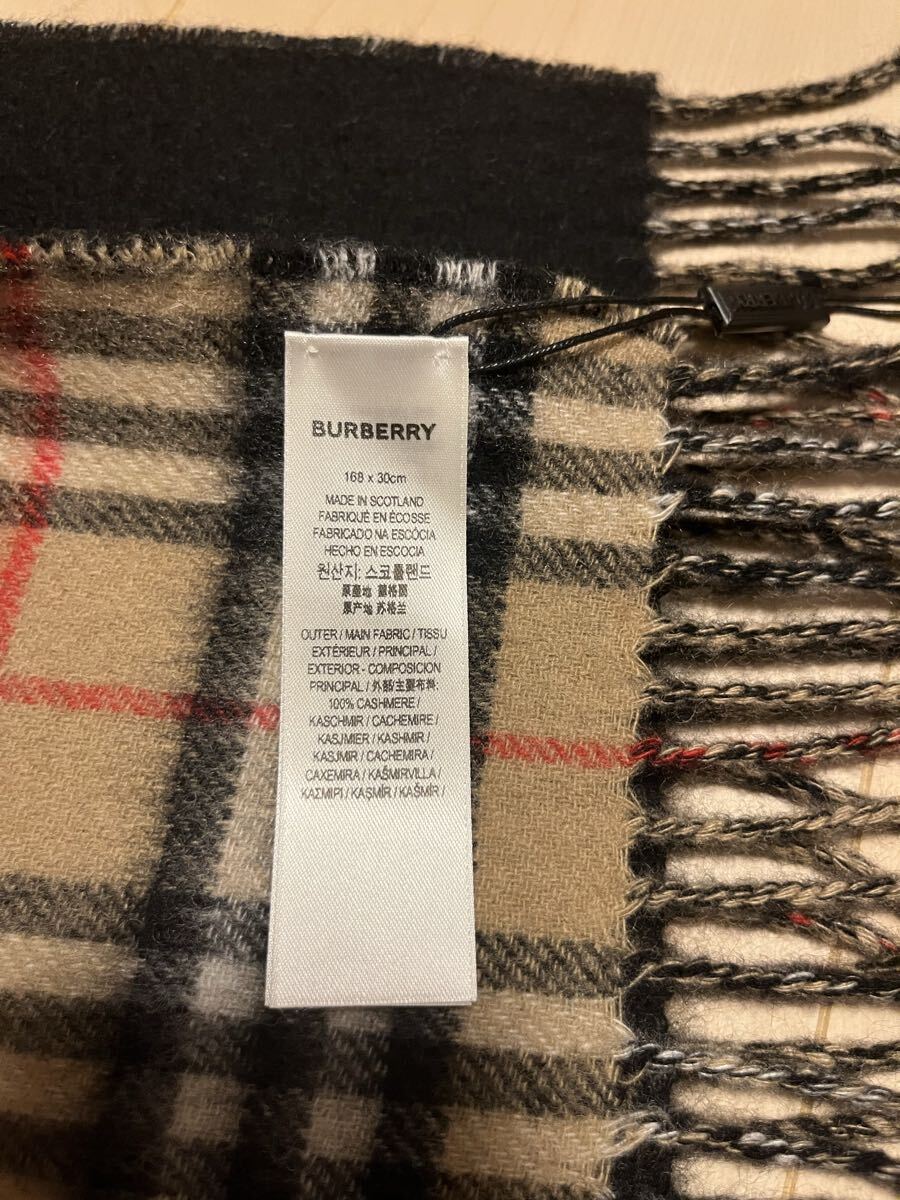 BURBERRY
168 x 30cm
MADE IN SCOTLAND
FABRIQUÉ EN ÉCOSSE
FABRICADO NA ESCÓCIA
HECHO EN ESCOCIA
원산지: 스코틀랜드
原產地 蘇格蘭
原产地 苏格兰
OUTER / MAIN FABRIC / TISSU
EXTÉRIEUR / PRINCIPAL /
EXTERIOR - COMPOSICION
PRINCIPAL / 外部/主要布料:
100% CASHMERE /
KASCHMIR / CACHEMIRE /
KASJMIER / KASHMIR /
KASJMIR / CACHEMIRA /
CAXEMIRA / KAŠMIRVILLA /
ΚΑΣΜΙΡΙ / KAŞMİR / KAŠMÍR /